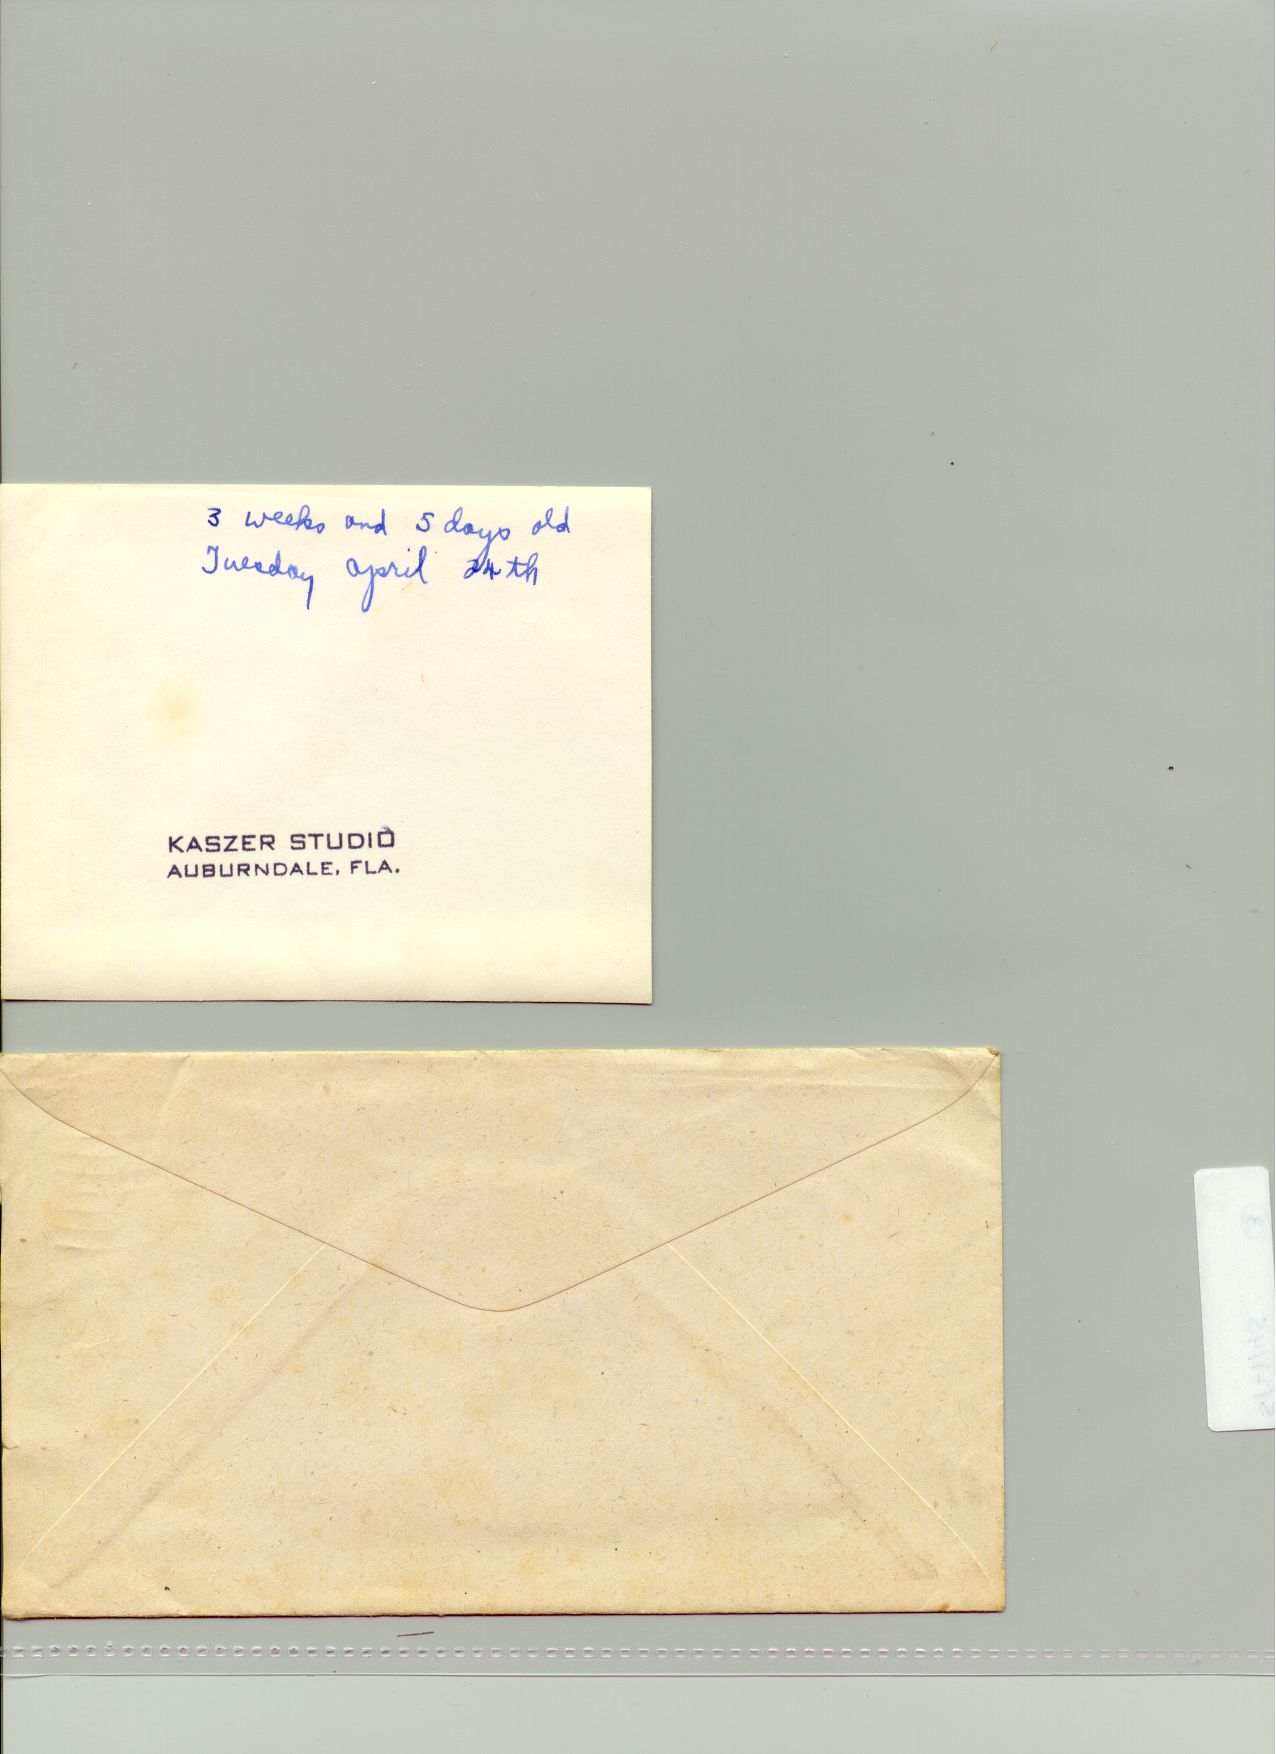 3 weeks and 5 days old
Tuesday april 24th
KASZER STUDIO
AUBURNDALE, FLA.